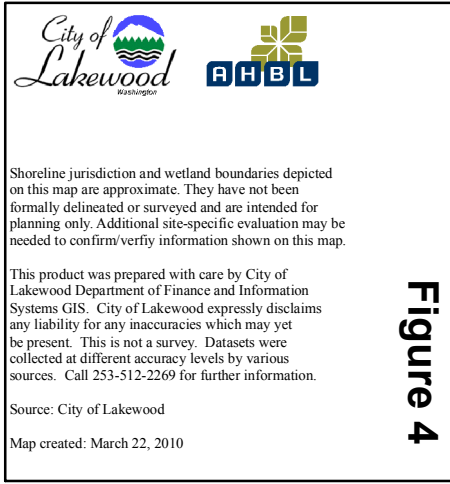 City of
Lakewood
Washington
AHBL
Shoreline jurisdiction and wetland boundaries depicted
on this map are approximate. They have not been
formally delineated or surveyed and are intended for
planning only. Additional site-specific evaluation may be
needed to confirm/verfiy information shown on this map.
This product was prepared with care by City of
Lakewood Department of Finance and Information
Systems GIS. City of Lakewood expressly disclaims
any liability for any inaccuracies which may yet
be present. This is not a survey. Datasets were
collected at different accuracy levels by various
sources. Call 253-512-2269 for further information.
Source: City of Lakewood
Map created: March 22, 2010
Figure 4